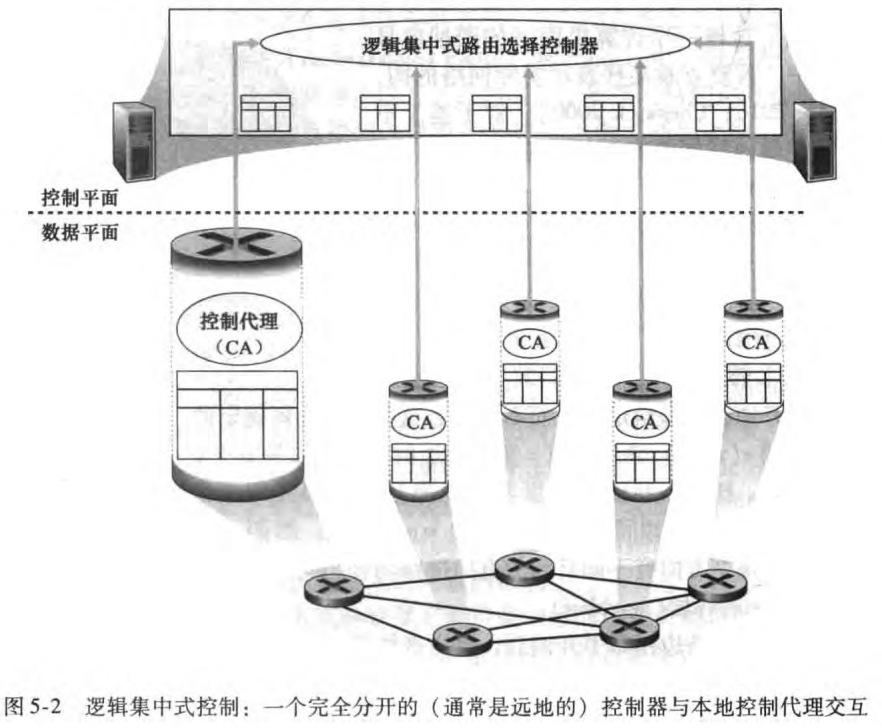 逻辑集中式路由选择控制器
控制平面
数据平面
控制代理
（CA）
CA
CA
CA
CA
图5-2 逻辑集中式控制：一个完全分开的（通常是远地的）控制器与本地控制代理交互